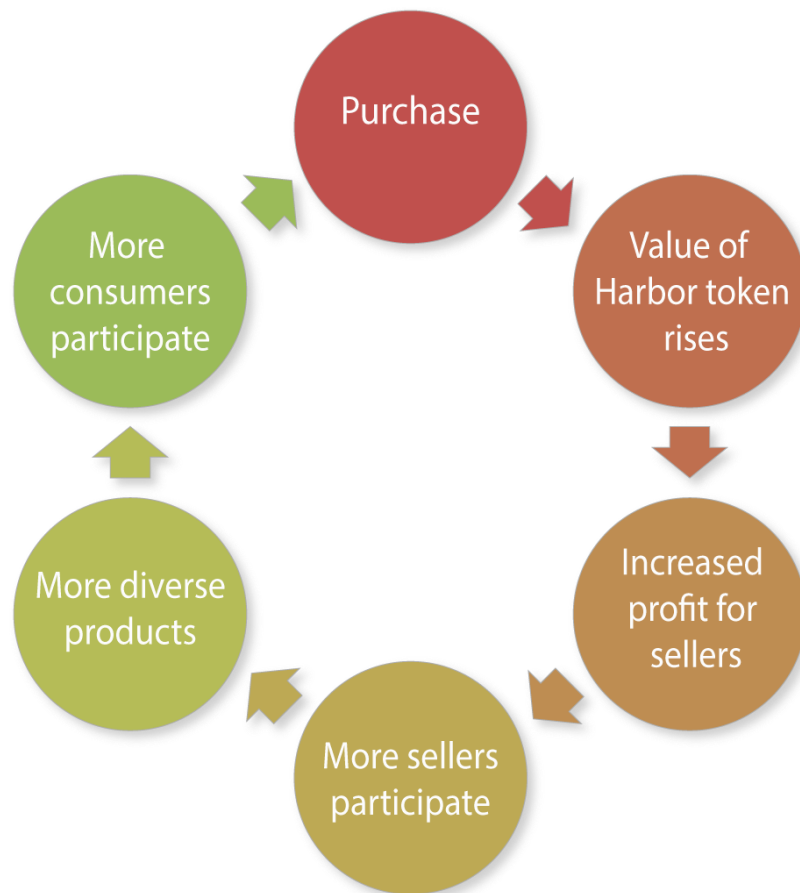 Purchase
Value of
Harbor token
rises
Increased
profit for
sellers
More sellers
participate
More diverse
products
More
consumers
participate